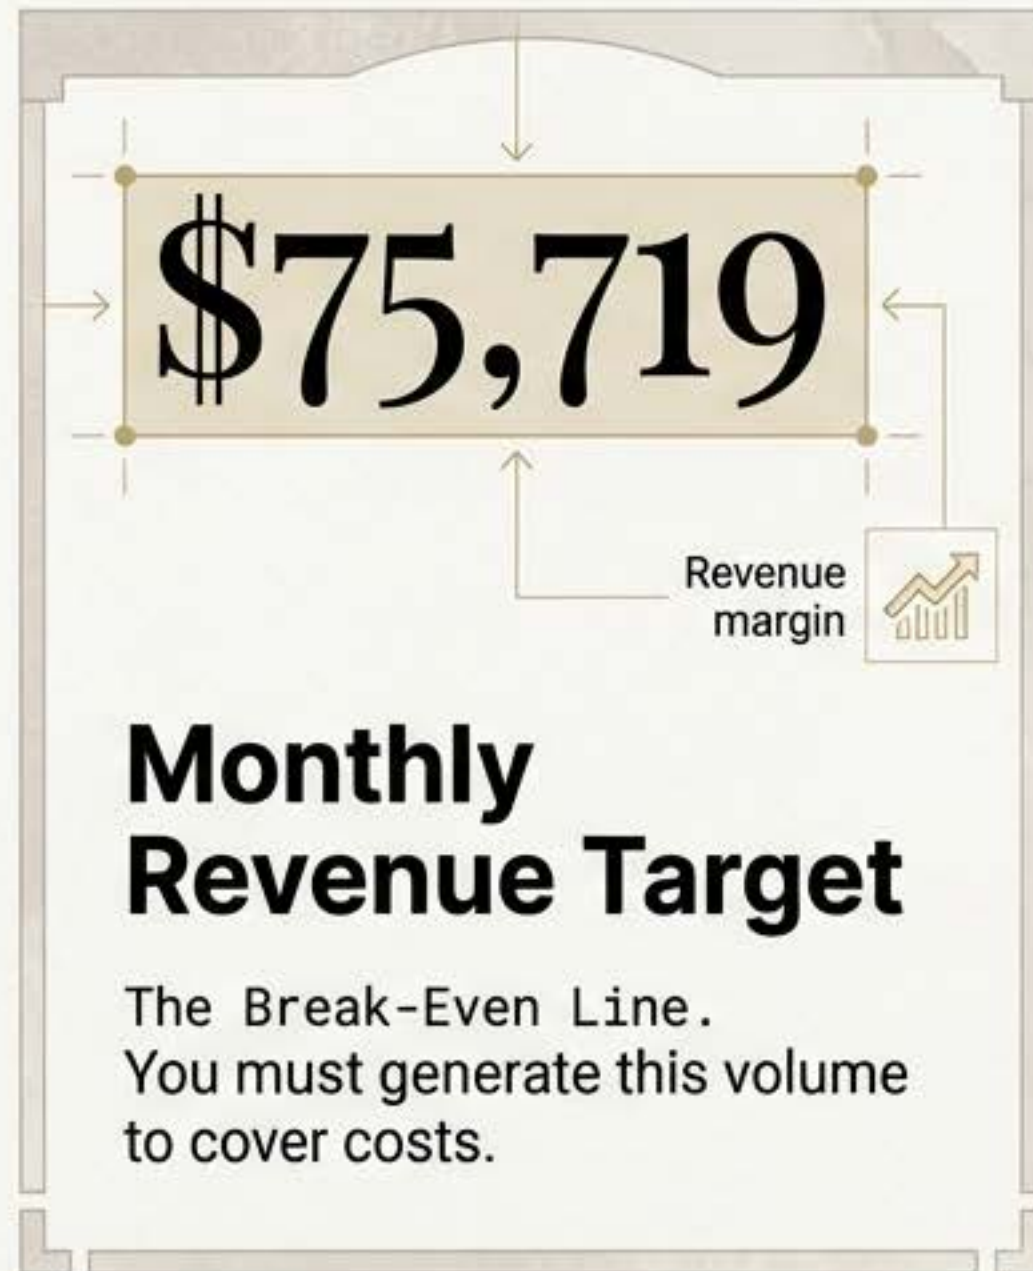 $75,719
Revenue
margin
Monthly
Revenue Target
The Break-Even Line.
You must generate this volume
to cover costs.